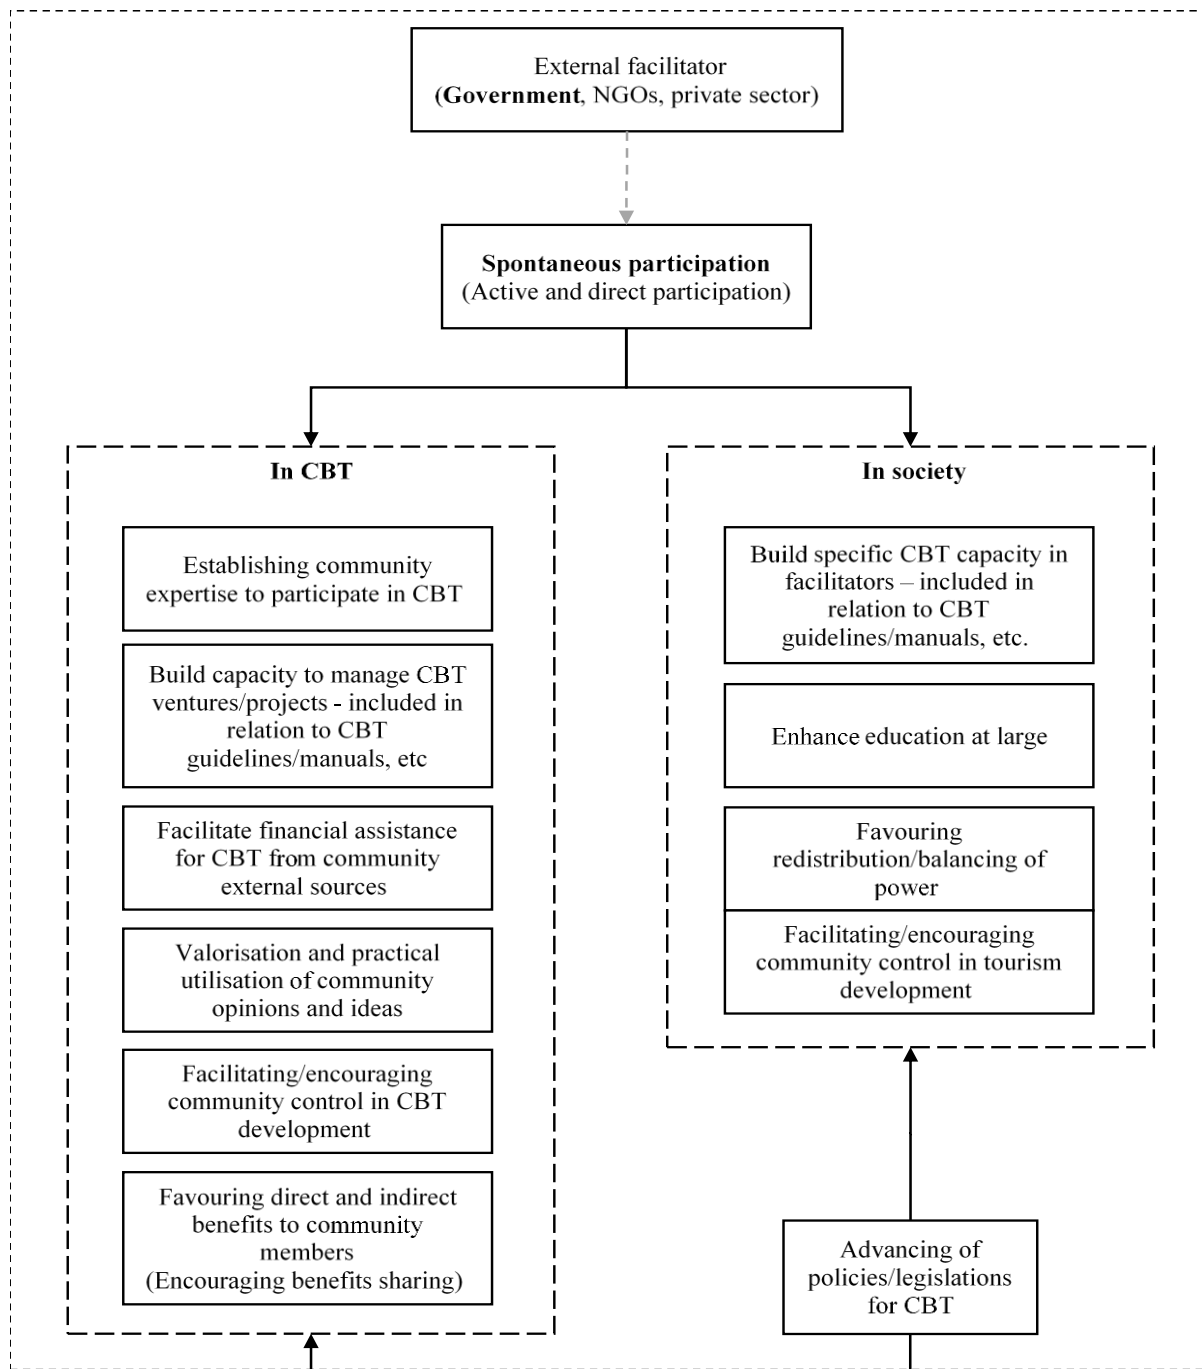 External facilitator
(Government, NGOs, private sector)
Spontaneous participation
(Active and direct participation)
In CBT
Establishing community
expertise to participate in CBT
Build capacity to manage CBT
ventures/projects - included in
relation to CBT
guidelines/manuals, etc
Facilitate financial assistance
for CBT from community
external sources
Valorisation and practical
utilisation of community
opinions and ideas
Facilitating/encouraging
community control in CBT
development
Favouring direct and indirect
benefits to community
members
(Encouraging benefits sharing)
In society
Build specific CBT capacity in
facilitators – included in
relation to CBT
guidelines/manuals, etc.
Enhance education at large
Favouring
redistribution/balancing of
power
Facilitating/encouraging
community control in tourism
development
Advancing of
policies/legislations
for CBT